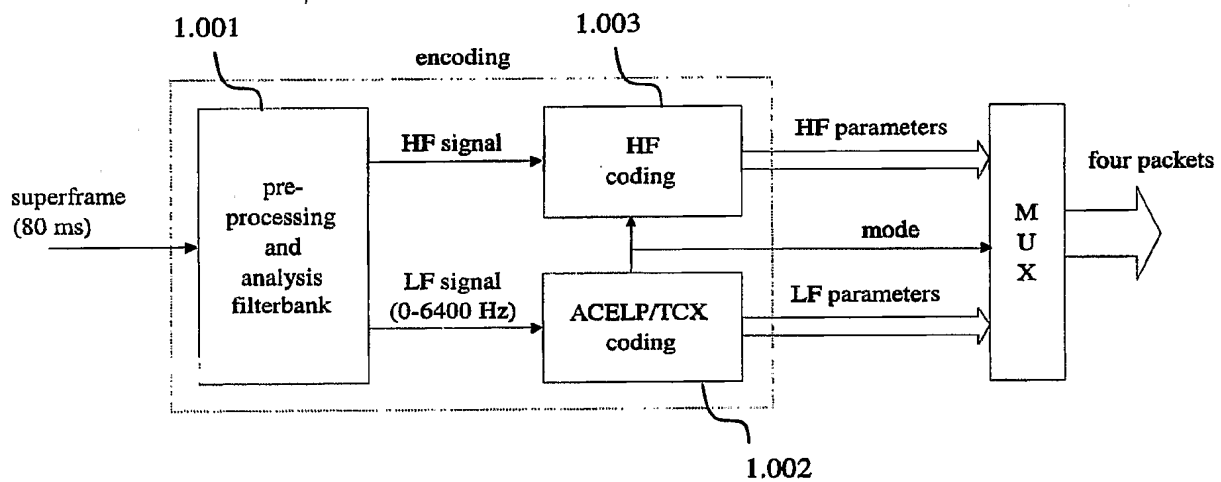 1.001
1.003
encoding
HF signal
HF parameters
HF
coding
four packets
superframe
(80 ms)
pre-
processing
and
analysis
filterbank
M
U
X
mode
LF signal
(0-6400 Hz)
ACELP/TCX
coding
LF parameters
1.002